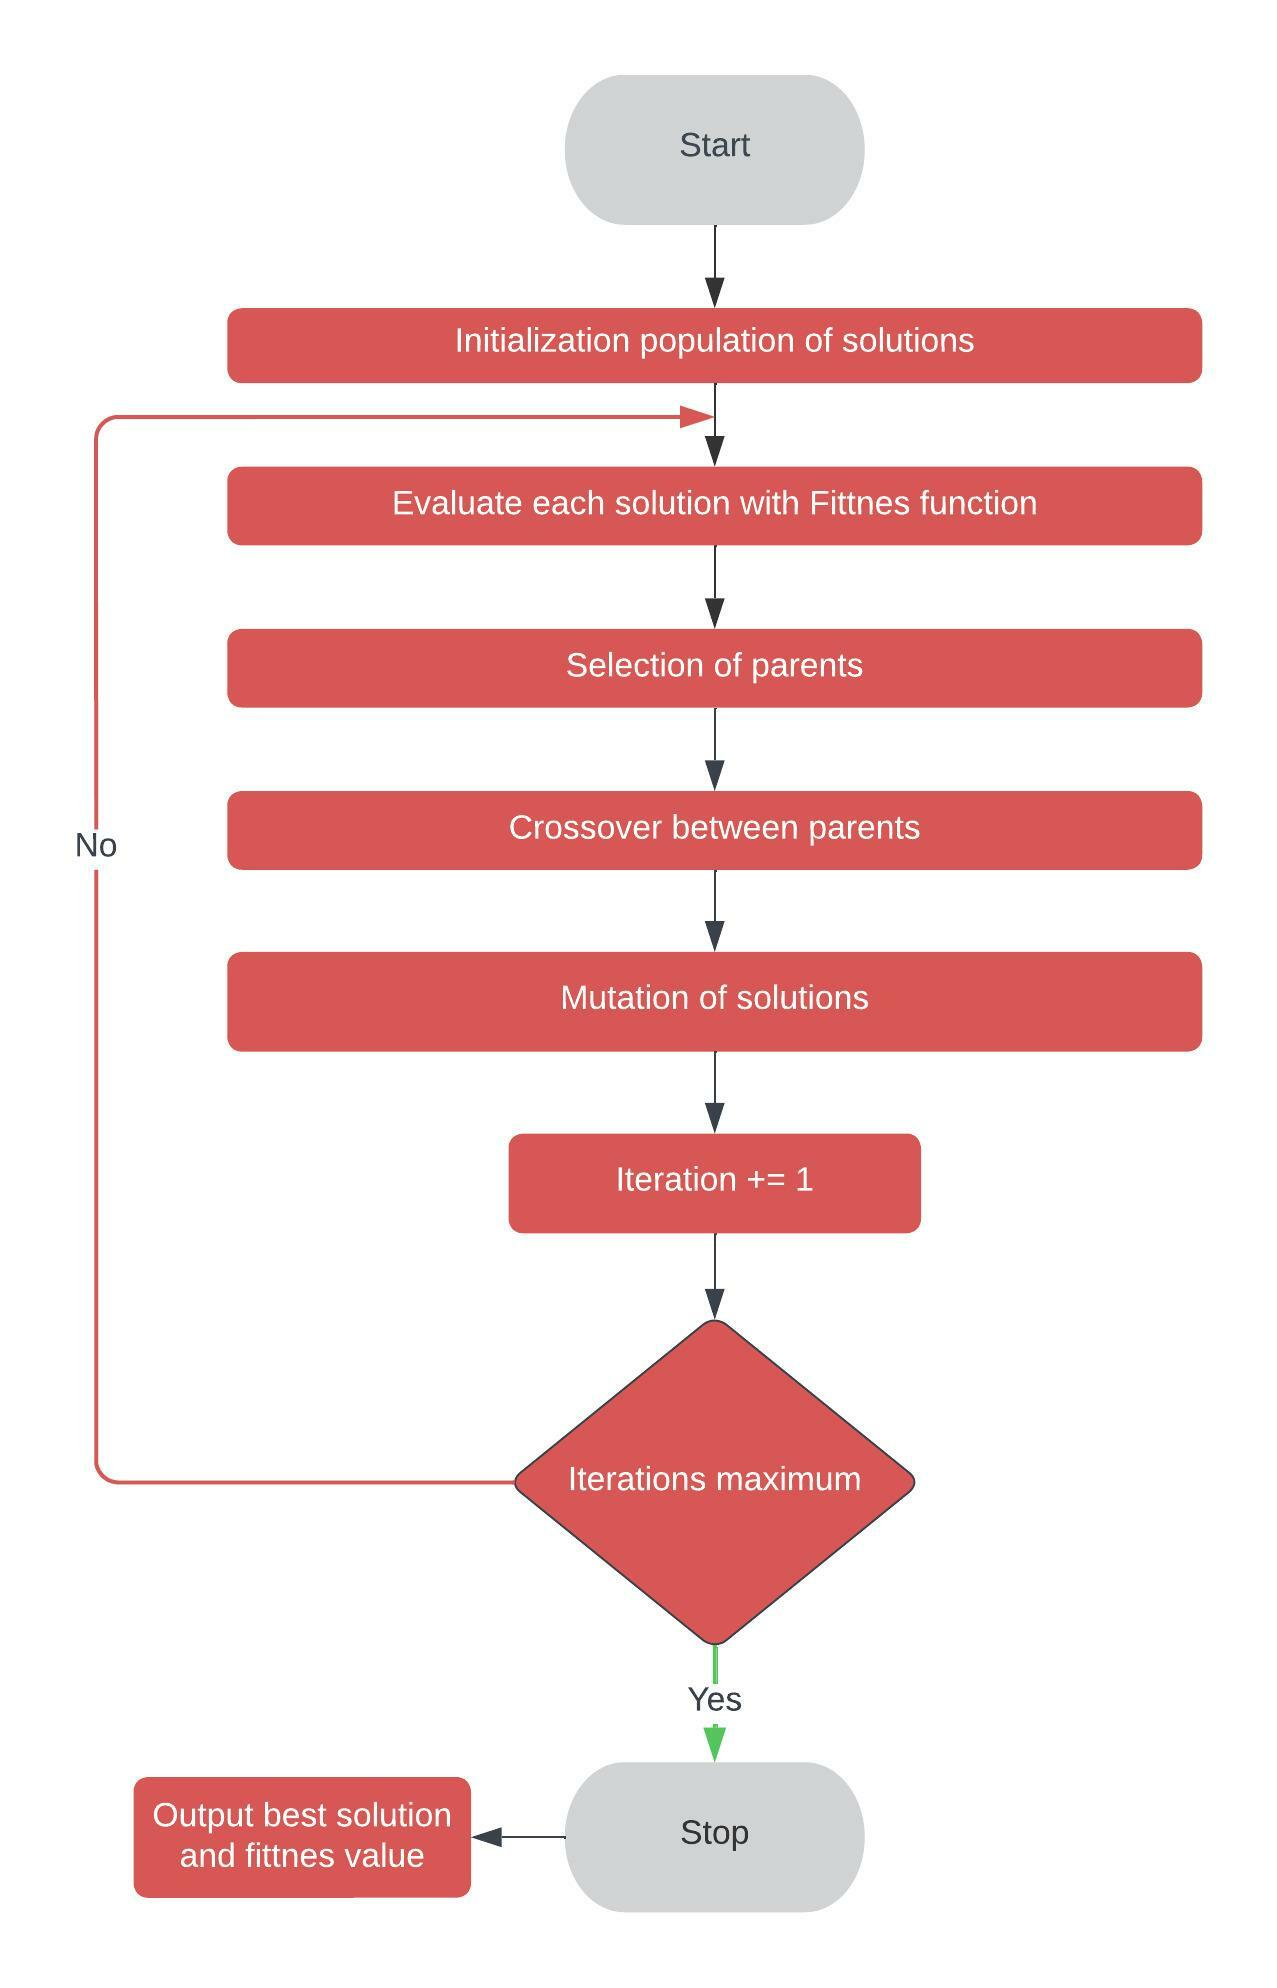 Start
Initialization population of solutions
Evaluate each solution with Fittnes function
Selection of parents
Crossover between parents
No
Mutation of solutions
Iteration += 1
Iterations maximum
Yes
Output best solution
and fittnes value
Stop